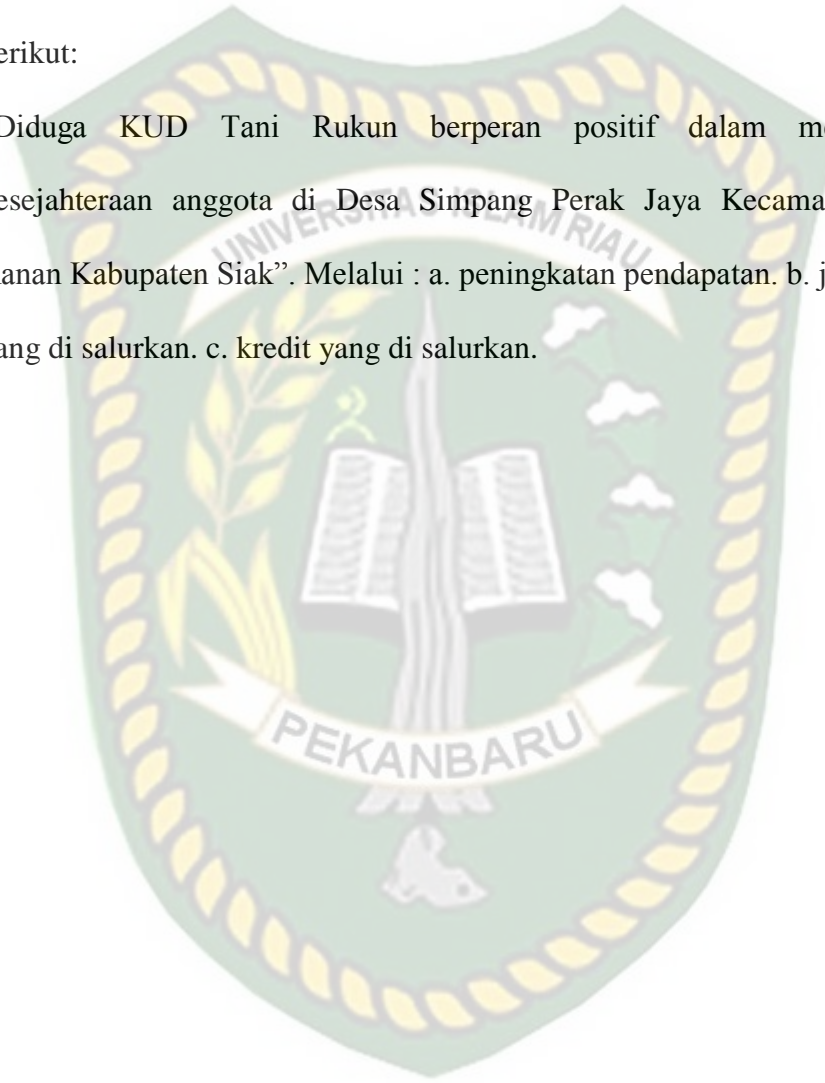 erikut:
Diduga KUD Tani Rukun berperan positif dalam me
esejahteraan anggota di Desa Simpang Perak Jaya Kecama
anan Kabupaten Siak”. Melalui : a. peningkatan pendapatan. b. j
ang di salurkan. c. kredit yang di salurkan.
UNIVERSITAS ISLAM RIAU
PEKANBARU